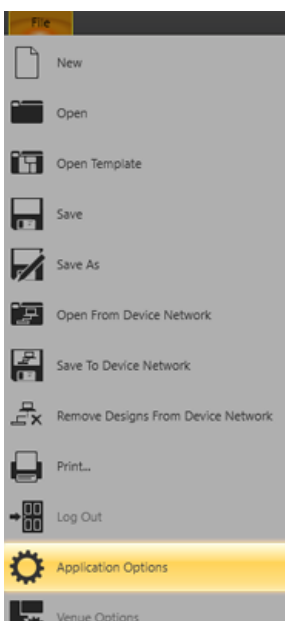 File
New
Open
Open Template
Save
Save As
Open From Device Network
Save To Device Network
Remove Designs From Device Network
Print...
Log Out
Application Options
Venue Options